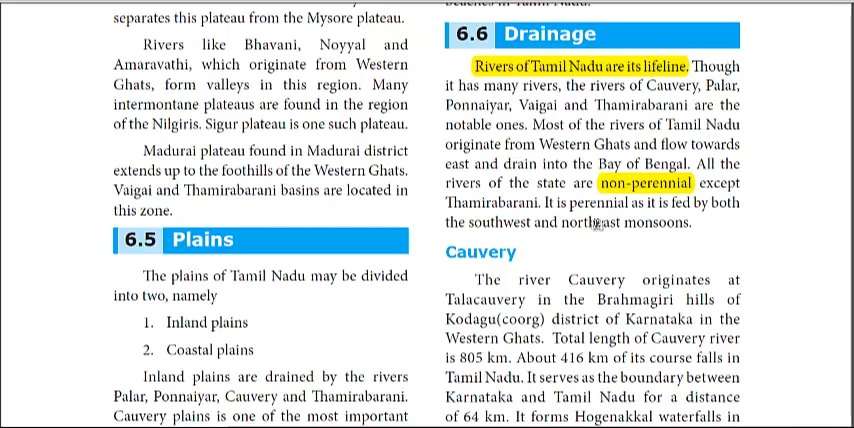 separates this plateau from the Mysore plateau.
Rivers like Bhavani, Noyyal and
Amaravathi, which originate from Western
Ghats, form valleys in this region. Many
intermontane plateaus are found in the region
of the Nilgiris. Sigur plateau is one such plateau.
Madurai plateau found in Madurai district
extends up to the foothills of the Western Ghats.
Vaigai and Thamirabarani basins are located in
this zone.
6.5 Plains
The plains of Tamil Nadu may be divided
into two, namely
1. Inland plains
2. Coastal plains
Inland plains are drained by the rivers
Palar, Ponnaiyar, Cauvery and Thamirabarani.
Cauvery plains is one of the most important
6.6 Drainage
Rivers of Tamil Nadu are its lifeline. Though
it has many rivers, the rivers of Cauvery, Palar,
Ponnaiyar, Vaigai and Thamirabarani are the
notable ones. Most of the rivers of Tamil Nadu
originate from Western Ghats and flow towards
east and drain into the Bay of Bengal. All the
rivers of the state are non-perennial except
Thamirabarani. It is perennial as it is fed by both
the southwest and northeast monsoons.
Cauvery
The river Cauvery originates at
Talacauvery in the Brahmagiri hills of
Kodagu(coorg) district of Karnataka in the
Western Ghats. Total length of Cauvery river
is 805 km. About 416 km of its course falls in
Tamil Nadu. It serves as the boundary between
Karnataka and Tamil Nadu for a distance
of 64 km. It forms Hogenakkal waterfalls in